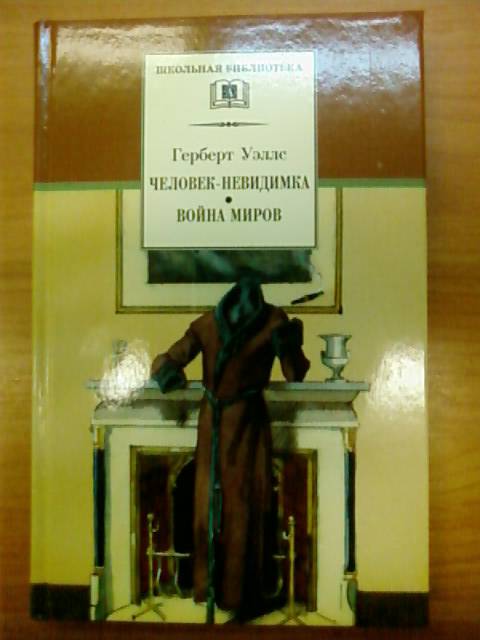 ШКОЛЬНАЯ БИБЛИОТЕКА
Герберт Уэллс
ЧЕЛОВЕК-НЕВИДИМКА
ВОЙНА МИРОВ